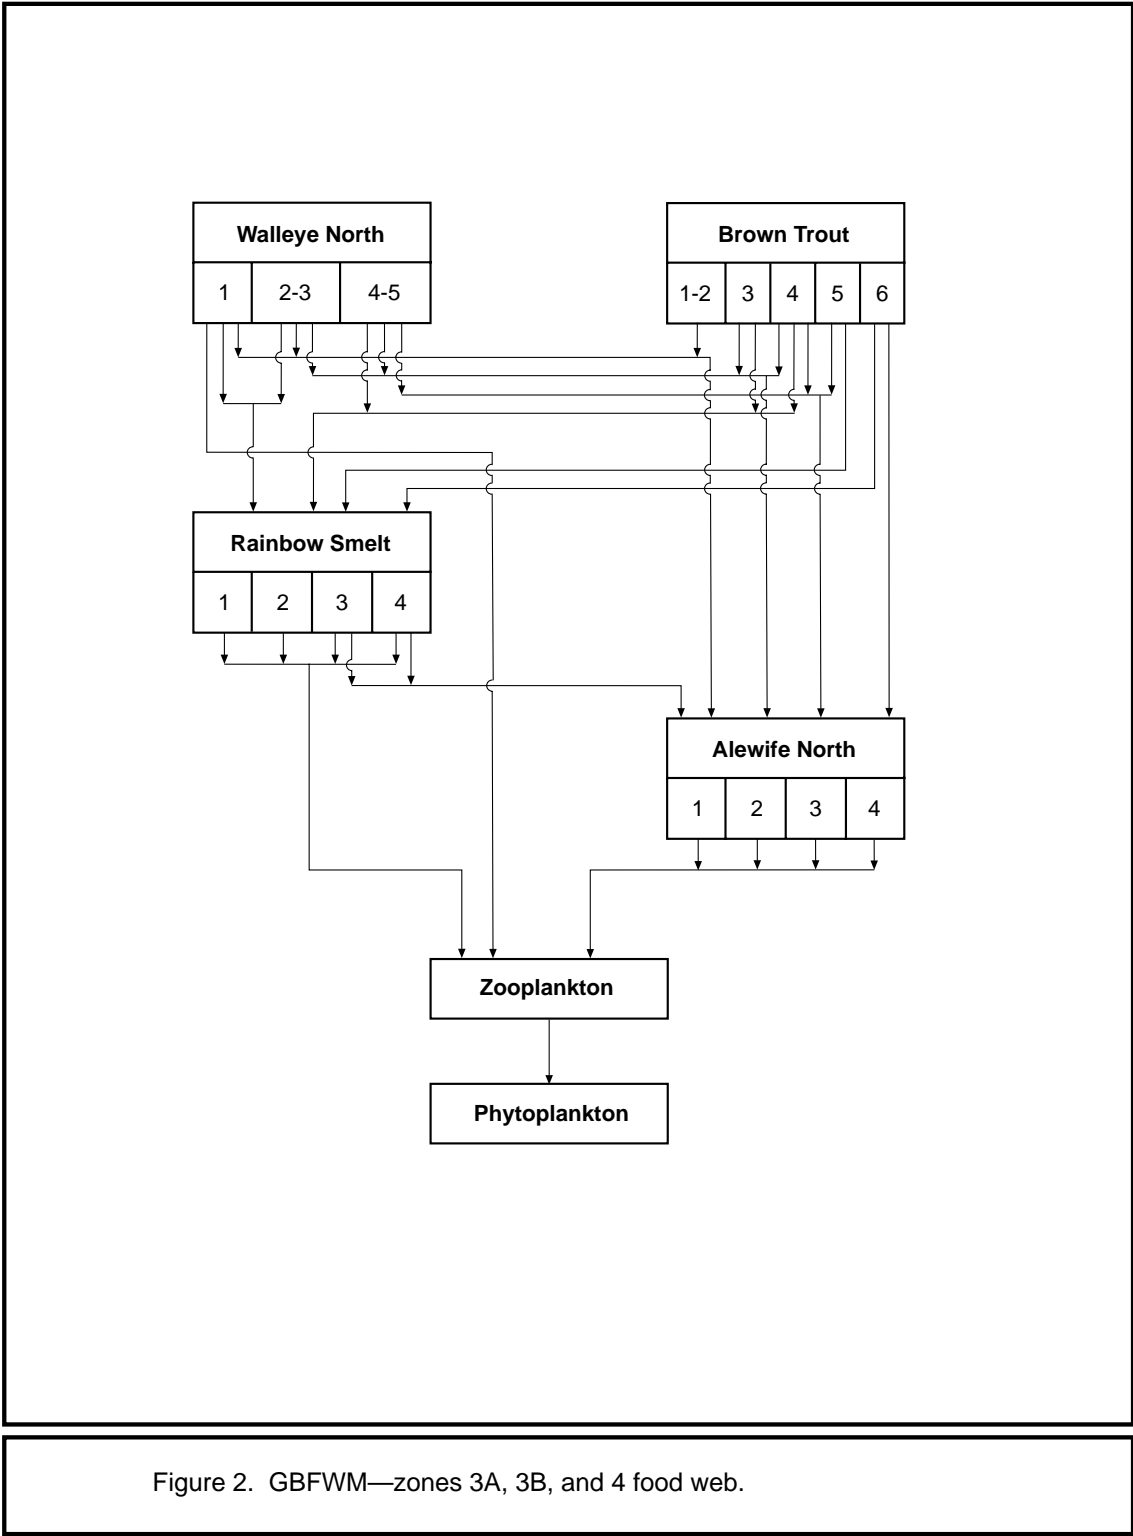 Walleye North
Brown Trout
1 2-3 4-5
1-2 3 4 5 6
Rainbow Smelt
1 2 3 4
Alewife North
1 2 3 4
Zooplankton
Phytoplankton
Figure 2. GBFWM—zones 3A, 3B, and 4 food web.